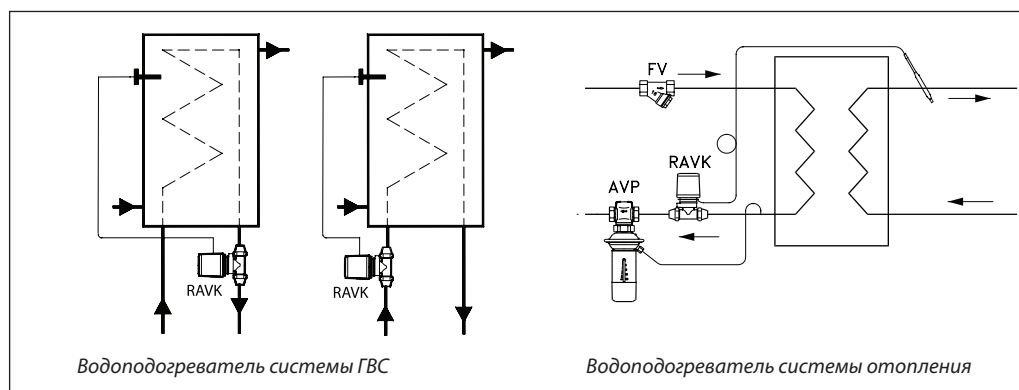 FV
RAVK
AVP
RAVK
RAVK
Водоподогреватель системы ГВС
Водоподогреватель системы отопления